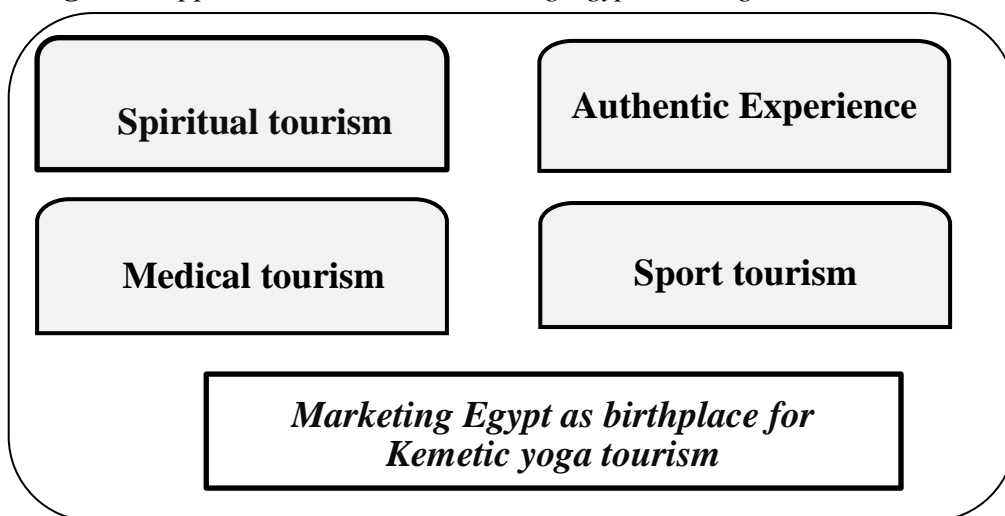 Spiritual tourism
Authentic Experience
Medical tourism
Sport tourism
Marketing Egypt as birthplace for
Kemetic yoga tourism